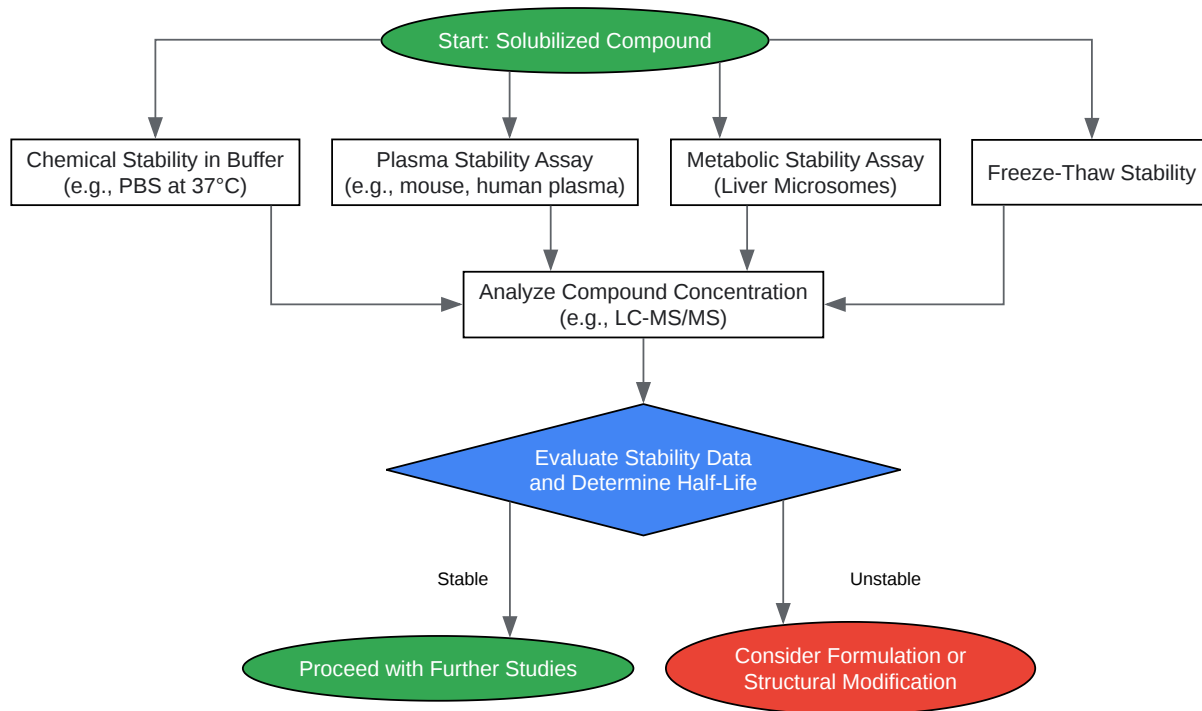 Start: Solubilized Compound
Chemical Stability in Buffer
(e.g., PBS at 37°C)
Plasma Stability Assay
(e.g., mouse, human plasma)
Metabolic Stability Assay
(Liver Microsomes)
Freeze-Thaw Stability
Analyze Compound Concentration
(e.g., LC-MS/MS)
Evaluate Stability Data
and Determine Half-Life
Stable
Unstable
Proceed with Further Studies
Consider Formulation or
Structural Modification